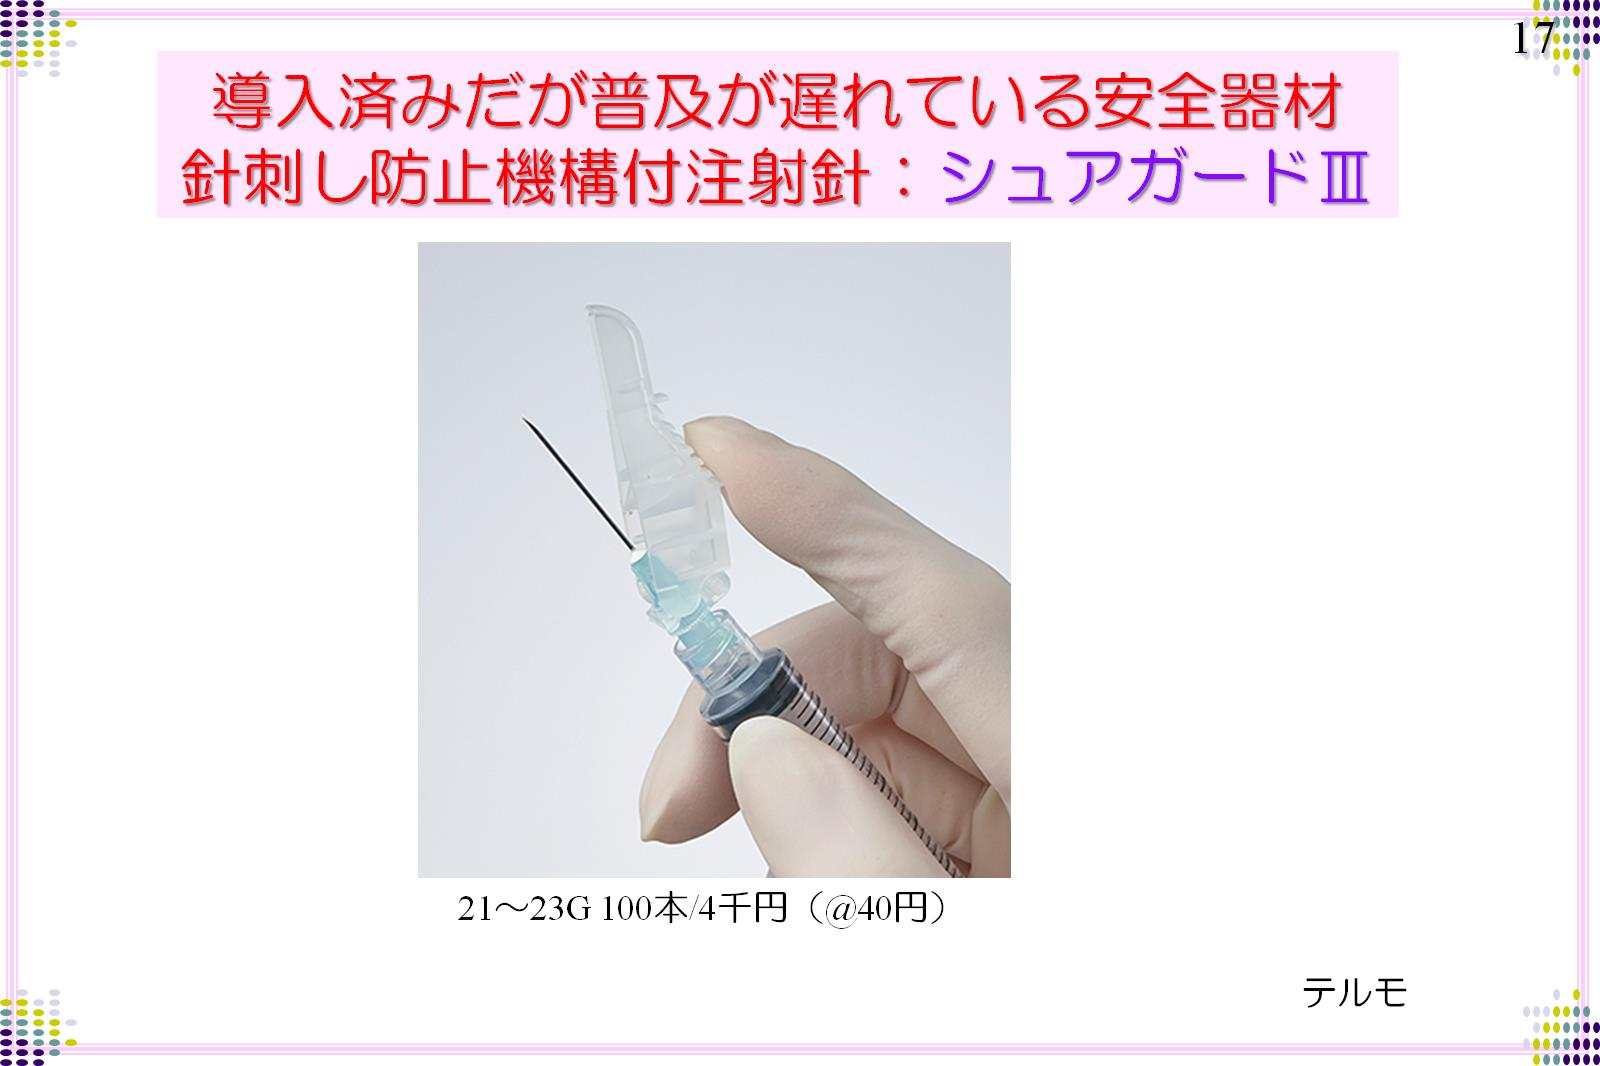 17
導入済みだが普及が遅れている安全器材
針刺し防止機構付注射針：シュアガードⅢ
21～23G 100本/4千円（@40円）
テルモ